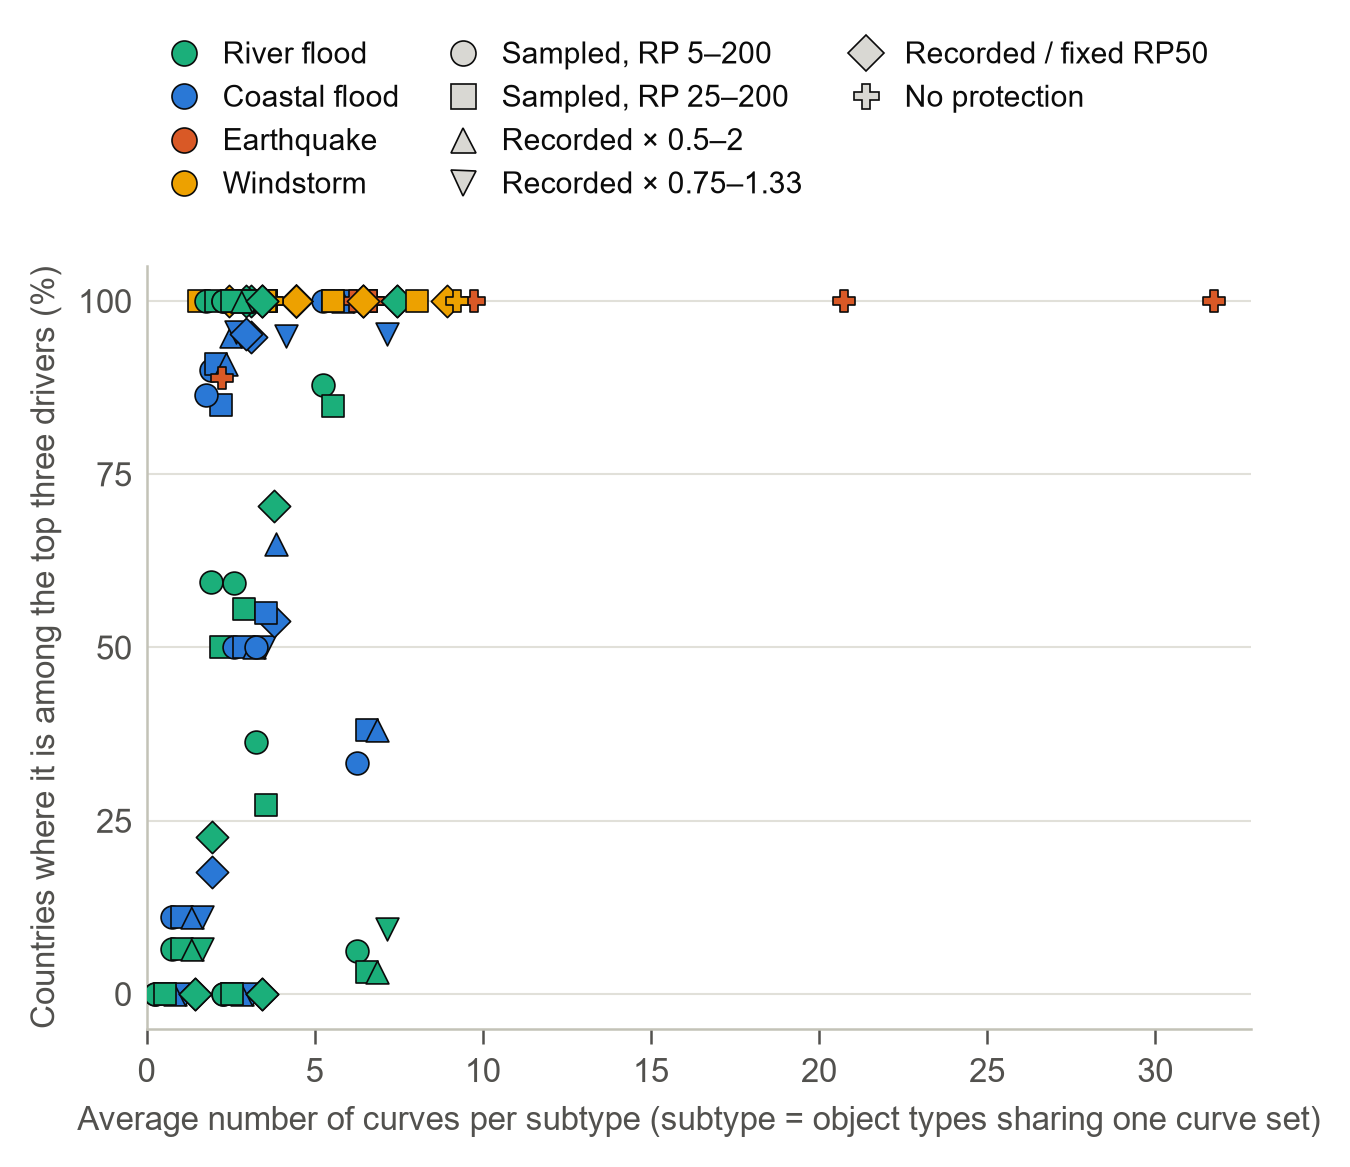 River flood
Coastal flood
Earthquake
Windstorm
Sampled, RP 5–200
Sampled, RP 25–200
Recorded × 0.5–2
Recorded × 0.75–1.33
Recorded / fixed RP50
No protection
Countries where it is among the top three drivers (%)
100
75
50
25
0
0 5 10 15 20 25 30
Average number of curves per subtype (subtype = object types sharing one curve set)